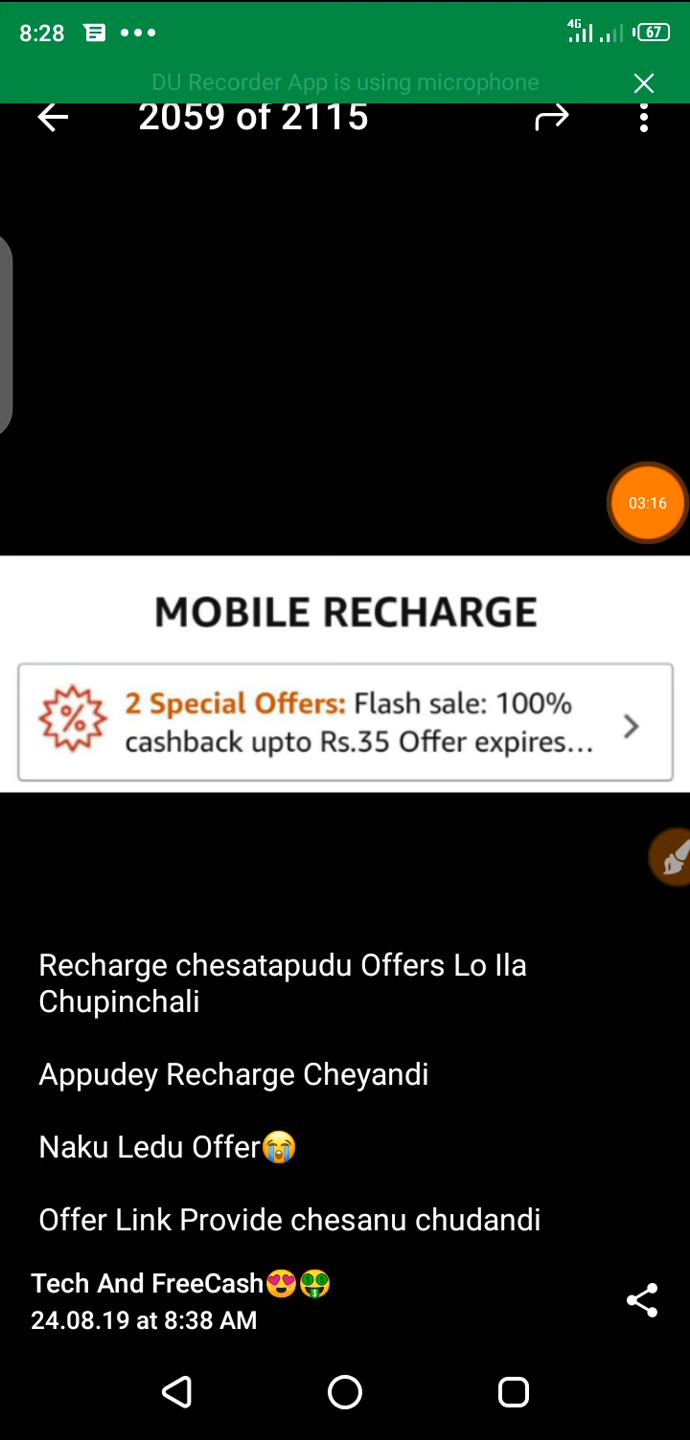 8:28
4G
67
DU Recorder App is using microphone
2059 of 2115
03:16
MOBILE RECHARGE
2 Special Offers: Flash sale: 100%
cashback upto Rs.35 Offer expires...
Recharge chesatapudu Offers Lo Ila
Chupinchali
Appudey Recharge Cheyandi
Naku Ledu Offer😭
Offer Link Provide chesanu chudandi
Tech And FreeCash😍🤑
24.08.19 at 8:38 AM